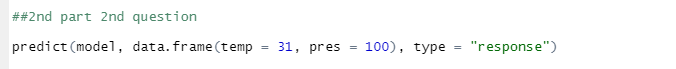 ##2nd part 2nd question
predict(model, data.frame(temp = 31, pres = 100), type = "response")